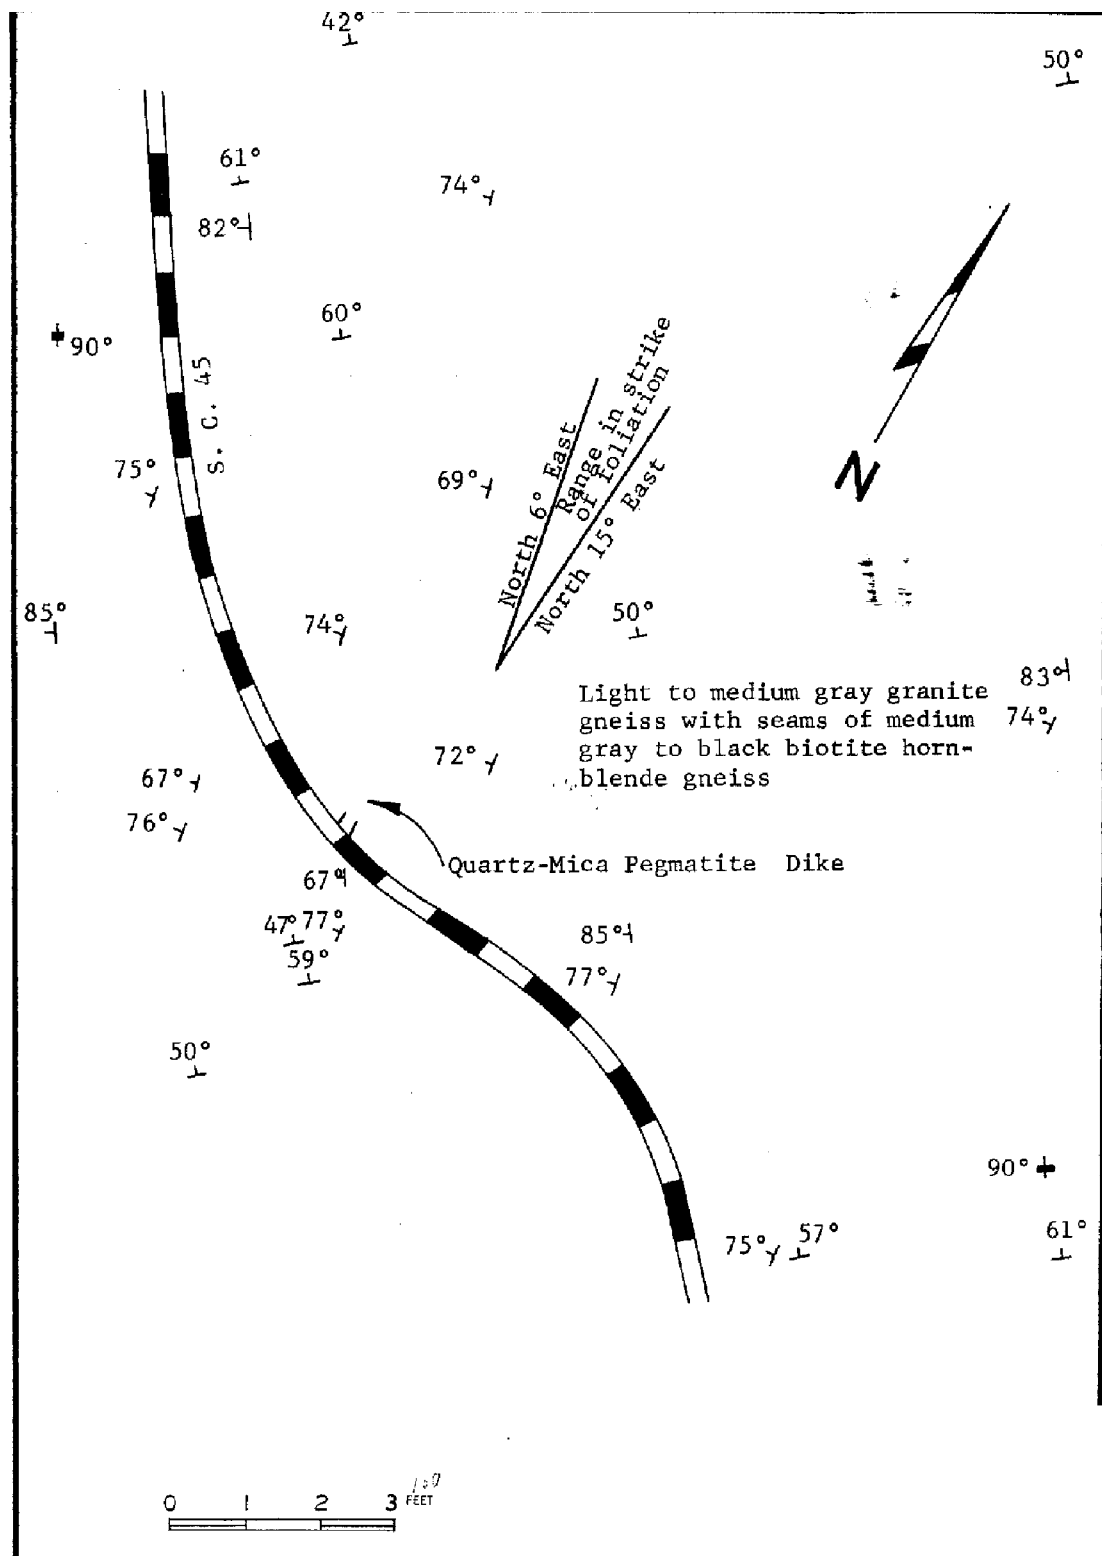 42°
50°
61°
74°
82°
60°
90°
S. C. 45
North 6° East
Range in strike
of foliation
North 15° East
N
75°
69°
85°
74°
50°
83°
Light to medium gray granite
gneiss with seams of medium
gray to black biotite horn-
blende gneiss
74°
72°
67°
76°
Quartz-Mica Pegmatite Dike
67°
47°
77°
59°
85°
77°
50°
90°
75°
57°
61°
0 1 2 3
100
FEET